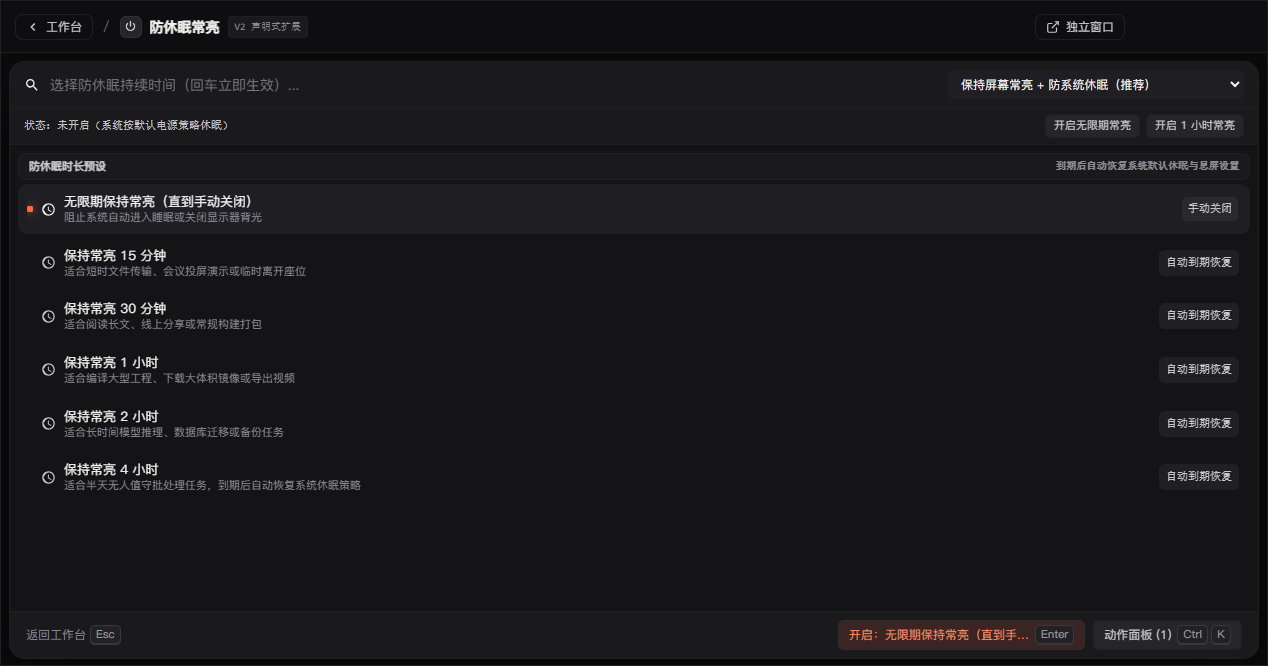 工作台 / 防休眠常亮 V2 声明式扩展 独立窗口
选择防休眠持续时间（回车立即生效）... 保持屏幕常亮 + 防系统休眠（推荐）
状态：未开启（系统按默认电源策略休眠） 开启无限期常亮 开启 1 小时常亮
防休眠时长预设 到期后自动恢复系统默认休眠与息屏设置
无限期保持常亮（直到手动关闭）
阻止系统自动进入睡眠或关闭显示器背光
手动关闭
保持常亮 15 分钟
适合短时文件传输、会议投屏演示或临时离开座位
自动到期恢复
保持常亮 30 分钟
适合阅读长文、线上分享或常规构建打包
自动到期恢复
保持常亮 1 小时
适合编译大型工程、下载大体积镜像或导出视频
自动到期恢复
保持常亮 2 小时
适合长时间模型推理、数据库迁移或备份任务
自动到期恢复
保持常亮 4 小时
适合半天无人值守批处理任务，到期后自动恢复系统休眠策略
自动到期恢复
返回工作台 Esc 开启：无限期保持常亮（直到手... Enter 动作面板 (1) Ctrl K